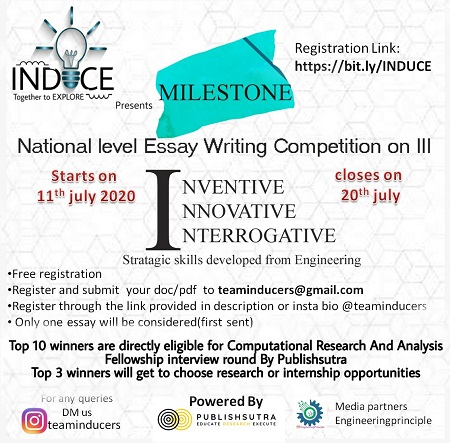 INDUCE
Together to EXPLORE
Presents
MILESTONE
Registration Link:
https://bit.ly/INDUCE
National level Essay Writing Competition on III
Starts on
11th july 2020
closes on
20th july
INVENTIVE
NNOVATIVE
NTERROGATIVE
Stratagic skills developed from Engineering
•Free registration
•Register and submit your doc/pdf to teaminducers@gmail.com
•Register through the link provided in description or insta bio @teaminducers
• Only one essay will be considered(first sent)
Top 10 winners are directly eligible for Computational Research And Analysis
Fellowship interview round By Publishsutra
Top 3 winners will get to choose research or internship opportunities
For any queries
DM us
teaminducers
Powered By
PUBLISHSUTRA
EDUCATE RESEARCH EXECUTE
Media partners
Engineeringprinciple